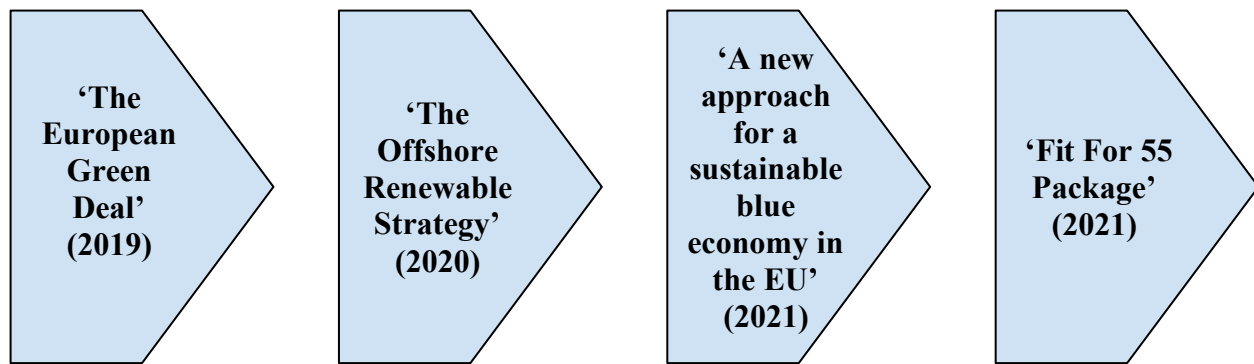 ‘The
European
Green
Deal’
(2019)
‘The
Offshore
Renewable
Strategy’
(2020)
‘A new
approach
for a
sustainable
blue
economy in
the EU’
(2021)
‘Fit For 55
Package’
(2021)